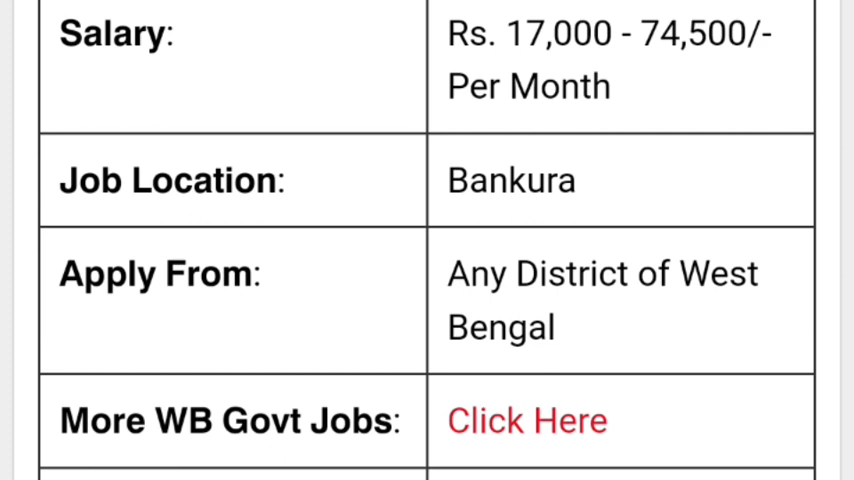 Salary:
Rs. 17,000 - 74,500/-
Per Month
Job Location:
Bankura
Apply From:
Any District of West
Bengal
More WB Govt Jobs:
Click Here